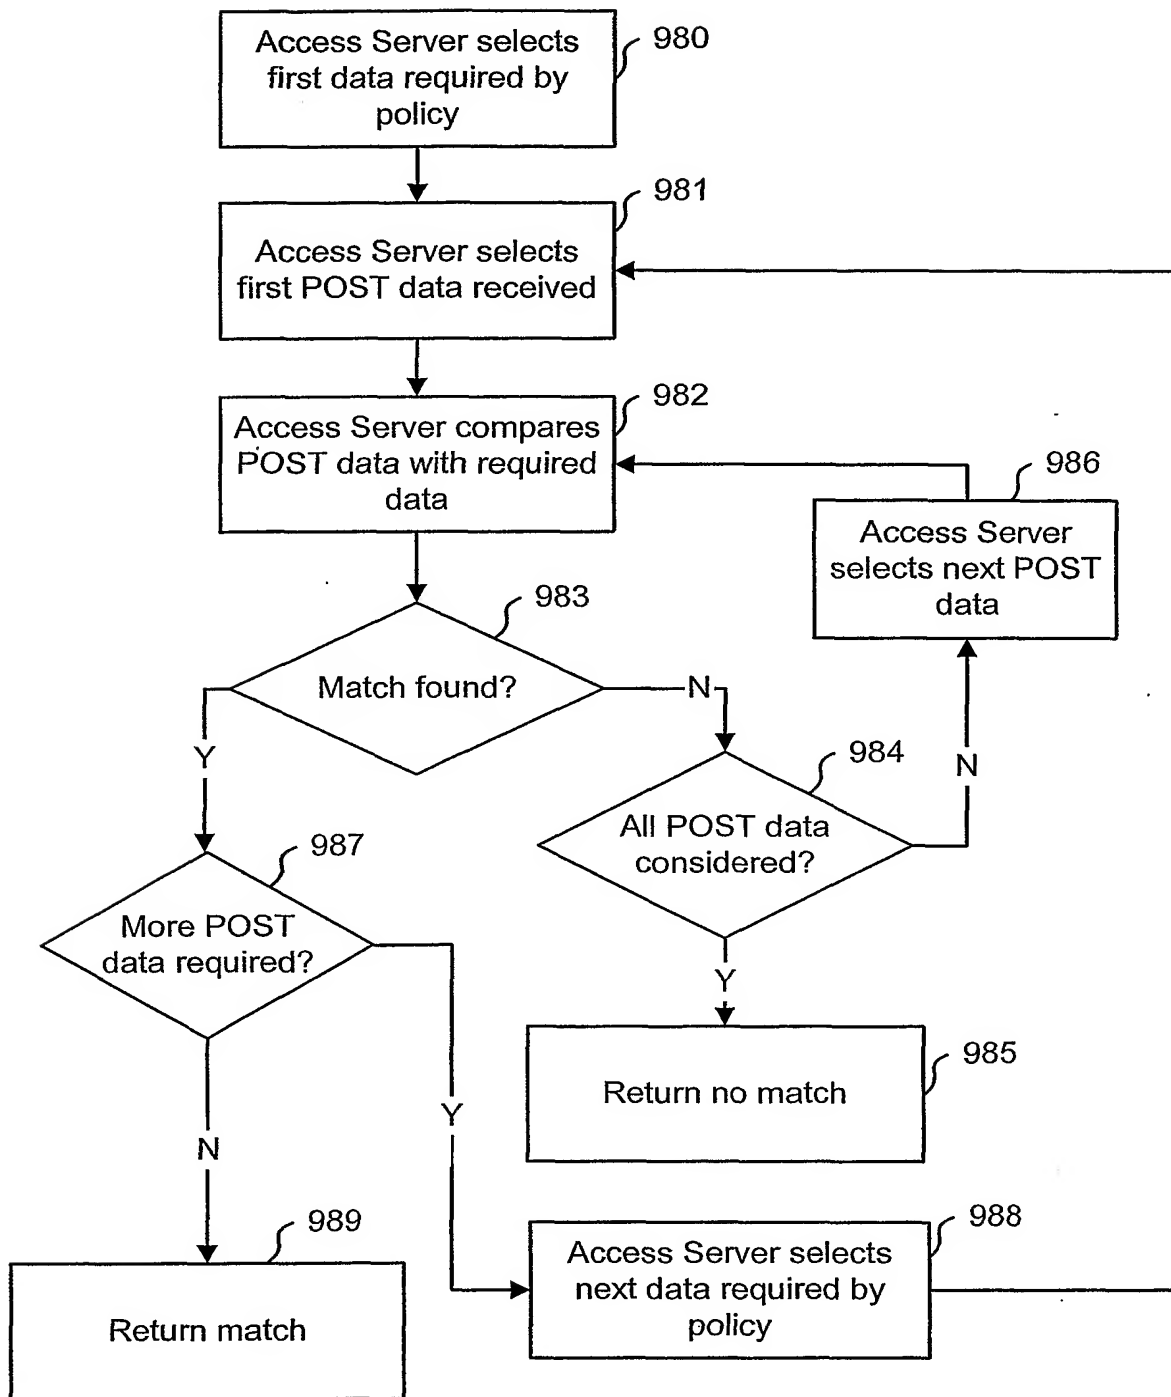 Access Server selects
first data required by
policy
980
981
Access Server selects
first POST data received
982
Access Server compares
POST data with required
data
986
Access Server
selects next POST
data
983
Match found?
N
Y
984
All POST data
considered?
N
987
More POST
data required?
Y
985
Return no match
Y
N
989
Return match
988
Access Server selects
next data required by
policy